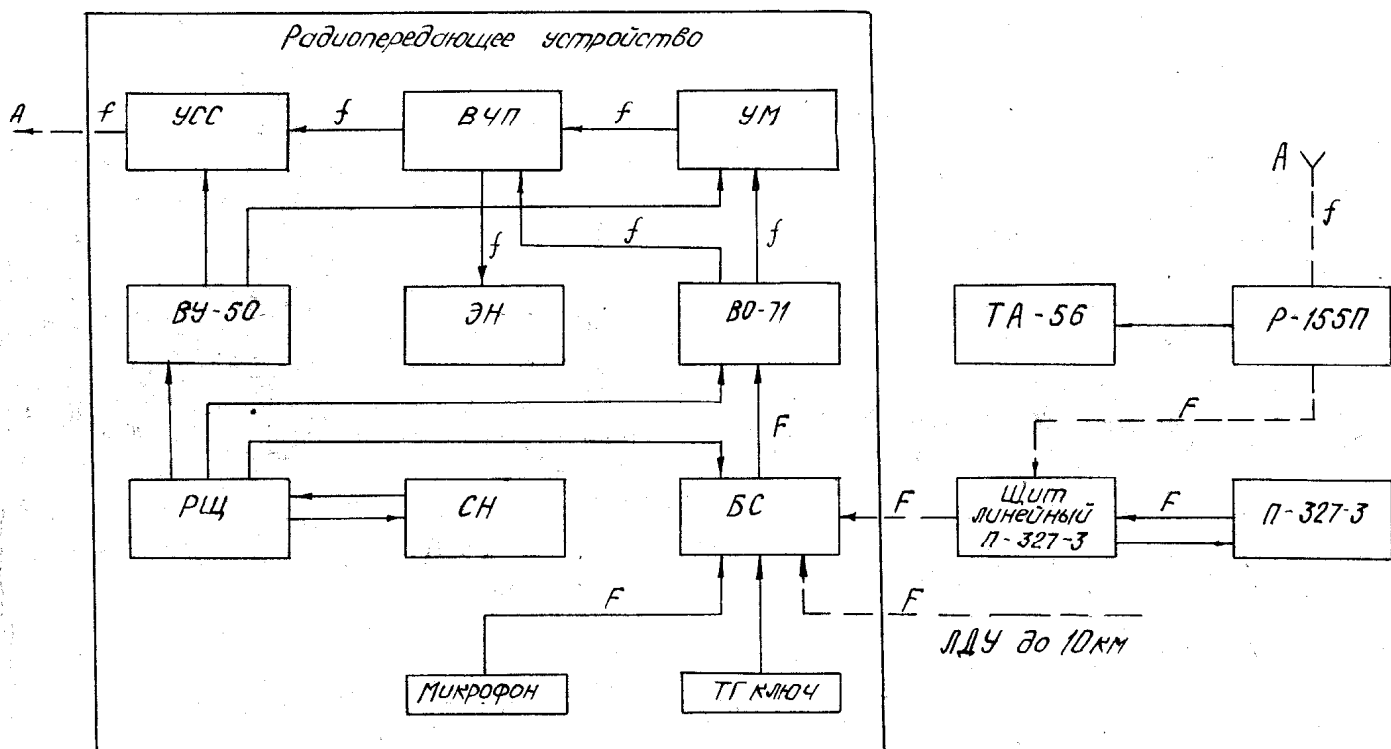 Радиопередающее устройство
А
f
УСС
f
ВЧП
f
УМ
А
f
f
f
f
ВУ-50
ЭН
ВО-71
ТА-56
Р-155П
F
F
РЩ
СН
БС
F
Щит
линейный
П-327-3
F
П-327-3
F
F
ЛДУ до 10км
Микрофон
ТГ ключ